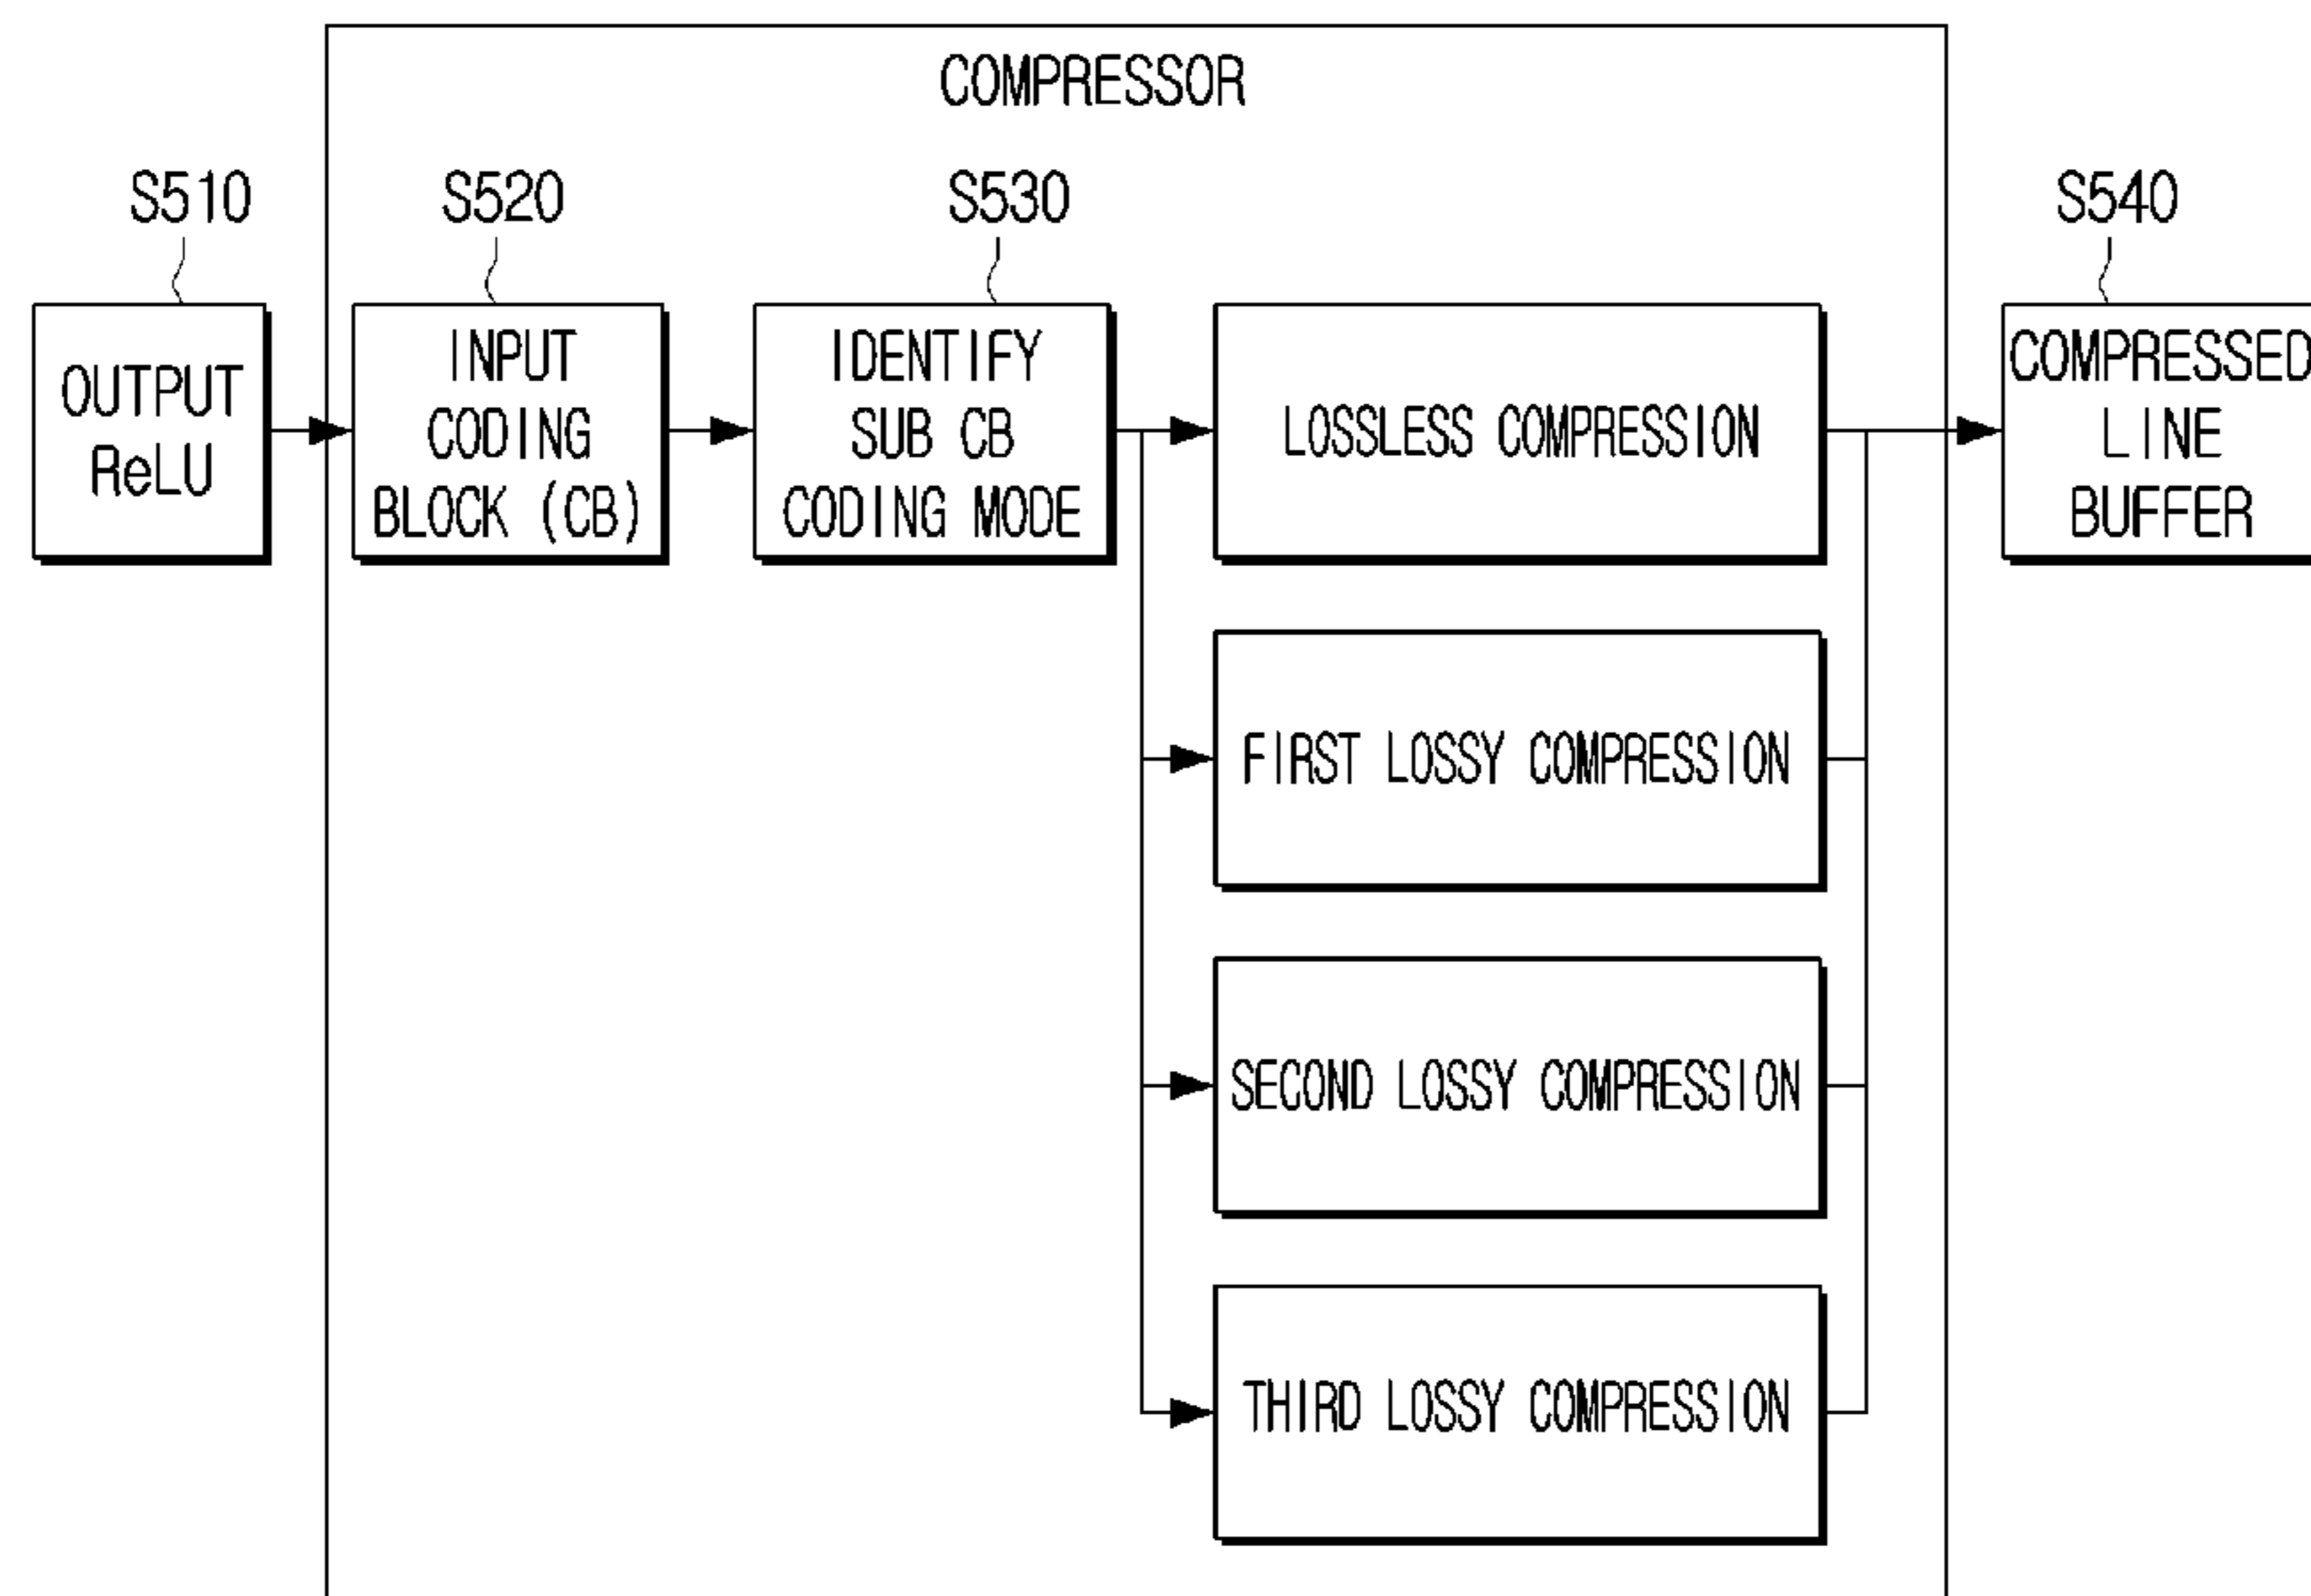 COMPRESSOR
S510
S520
S530
S540
OUTPUT
ReLU
INPUT
CODING
BLOCK (CB)
IDENTIFY
SUB CB
CODING MODE
LOSSLESS COMPRESSION
COMPRESSED
LINE
BUFFER
FIRST LOSSY COMPRESSION
SECOND LOSSY COMPRESSION
THIRD LOSSY COMPRESSION